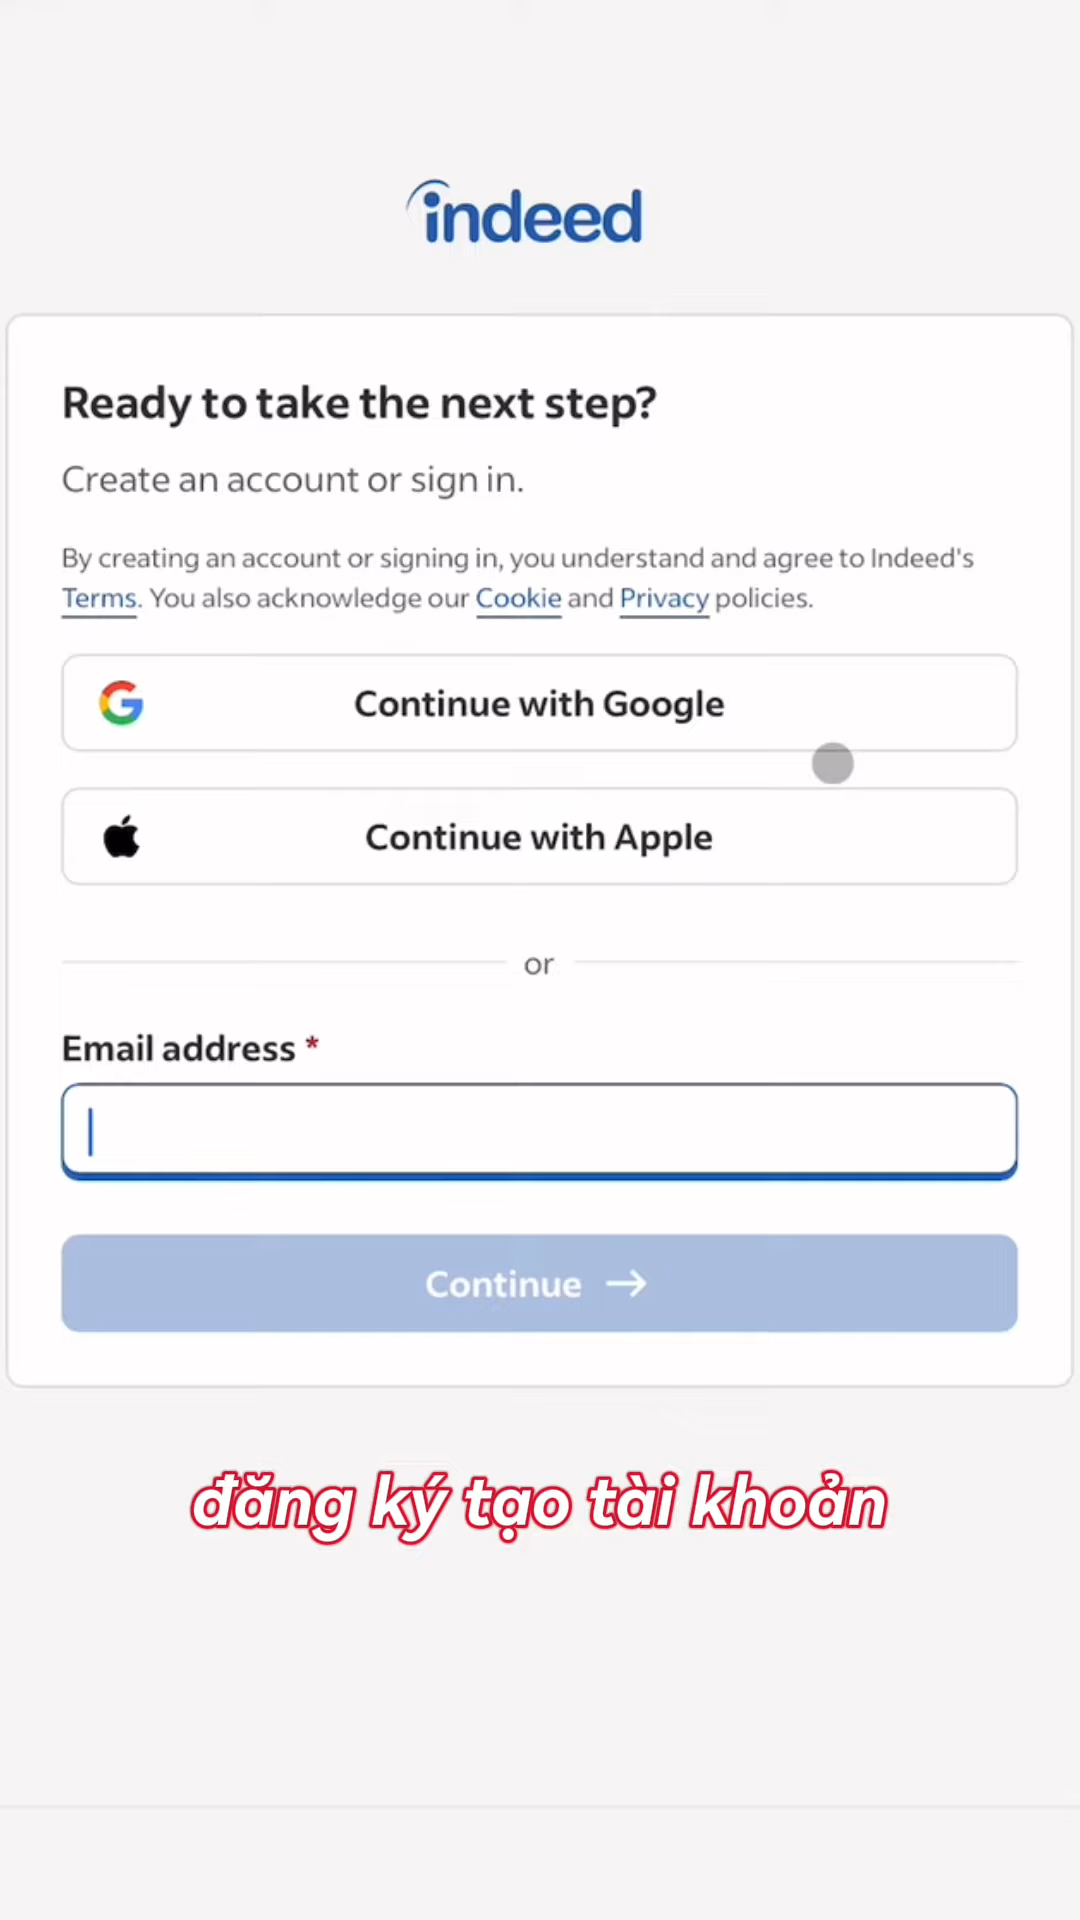 indeed
Ready to take the next step?
Create an account or sign in.
By creating an account or signing in, you understand and agree to Indeed's
Terms. You also acknowledge our Cookie and Privacy policies.
Continue with Google
Continue with Apple
or
Email address *
Continue →
đăng ký tạo tài khoản